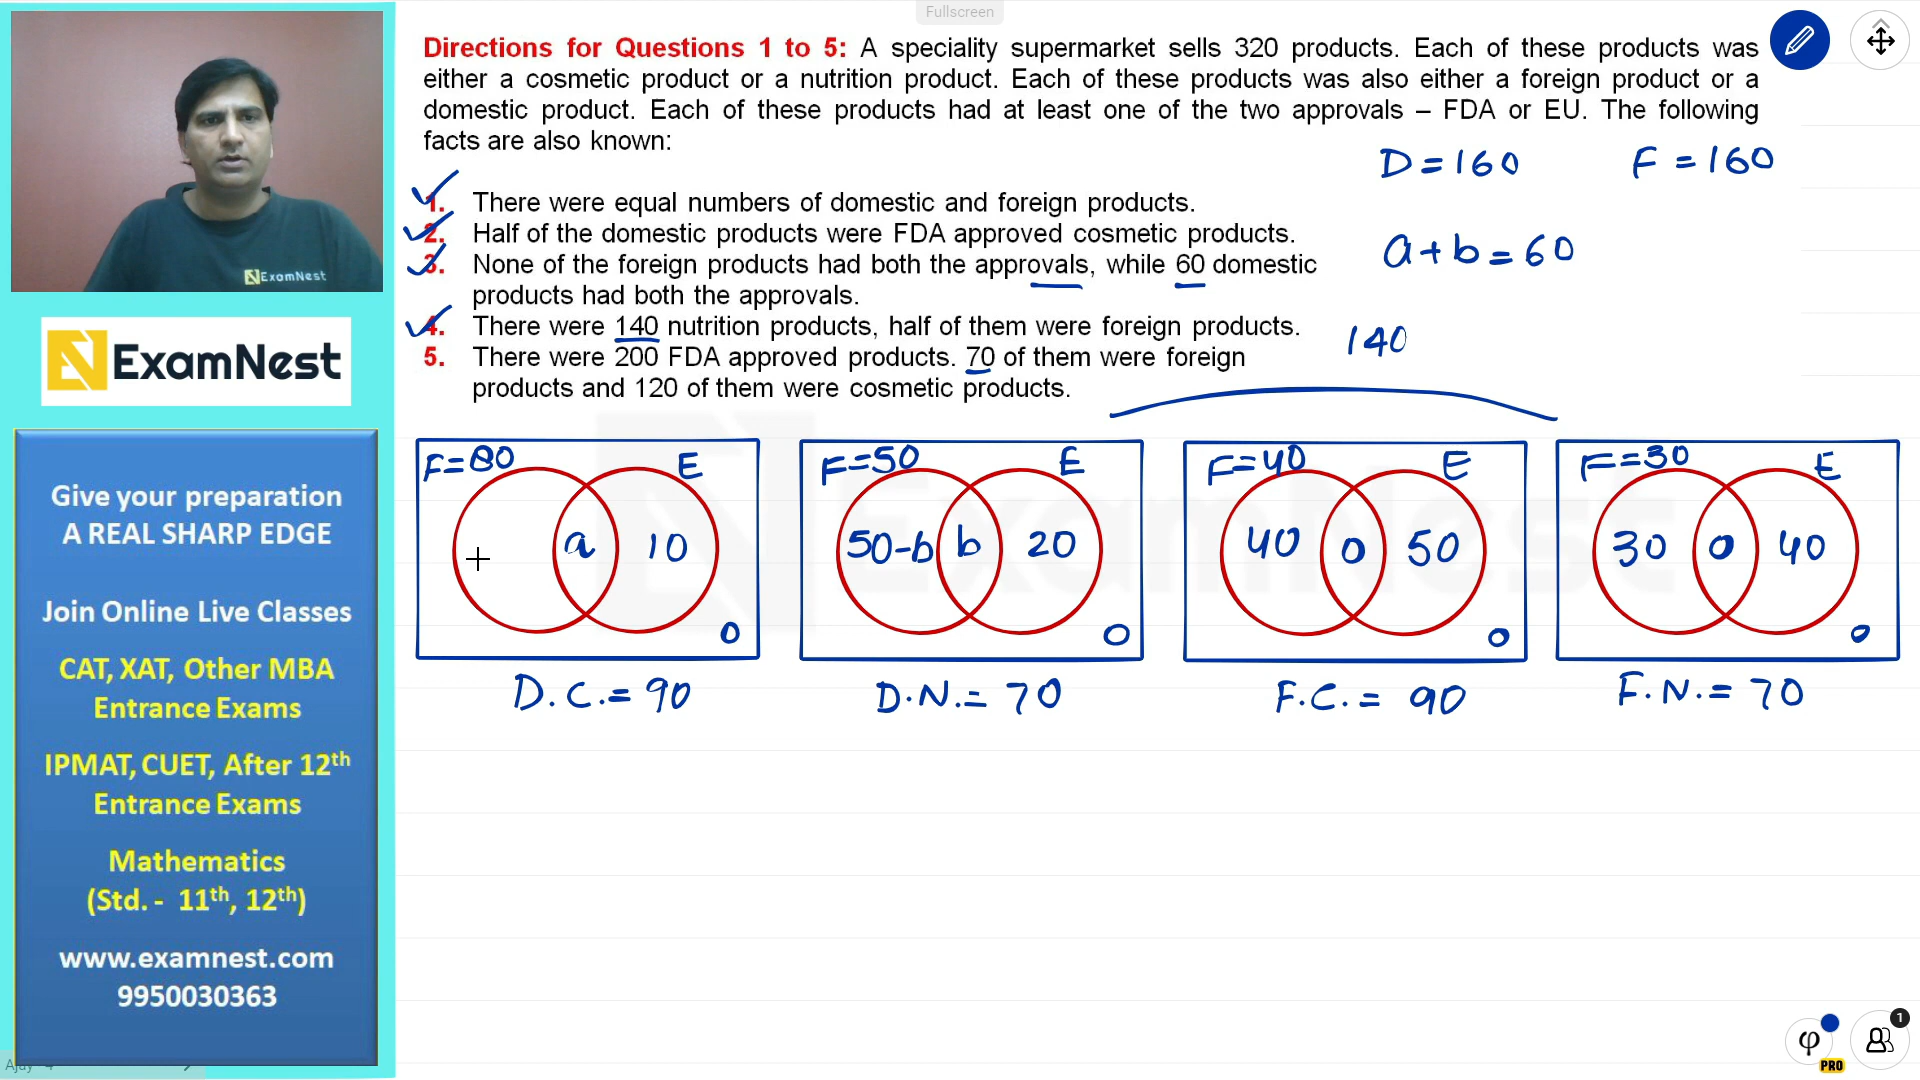 Fullscreen
Directions for Questions 1 to 5: A speciality supermarket sells 320 products. Each of these products was
either a cosmetic product or a nutrition product. Each of these products was also either a foreign product or a
domestic product. Each of these products had at least one of the two approvals – FDA or EU. The following
facts are also known:
D = 160 F = 160
1. There were equal numbers of domestic and foreign products.
2. Half of the domestic products were FDA approved cosmetic products.
3. None of the foreign products had both the approvals, while 60 domestic
products had both the approvals.
a + b = 60
4. There were 140 nutrition products, half of them were foreign products.
5. There were 200 FDA approved products. 70 of them were foreign
products and 120 of them were cosmetic products.
140
F=80 E
a 10
0
D.C.= 90
F=50 E
50-b b 20
0
D.N.= 70
F=40 E
40 0 50
0
F.C.= 90
F=30 E
30 0 40
0
F.N.= 70
ExamNest
ExamNest
Give your preparation
A REAL SHARP EDGE
Join Online Live Classes
CAT, XAT, Other MBA
Entrance Exams
IPMAT, CUET, After 12th
Entrance Exams
Mathematics
(Std. - 11th, 12th)
www.examnest.com
9950030363
ExamNest
φ
PRO
1